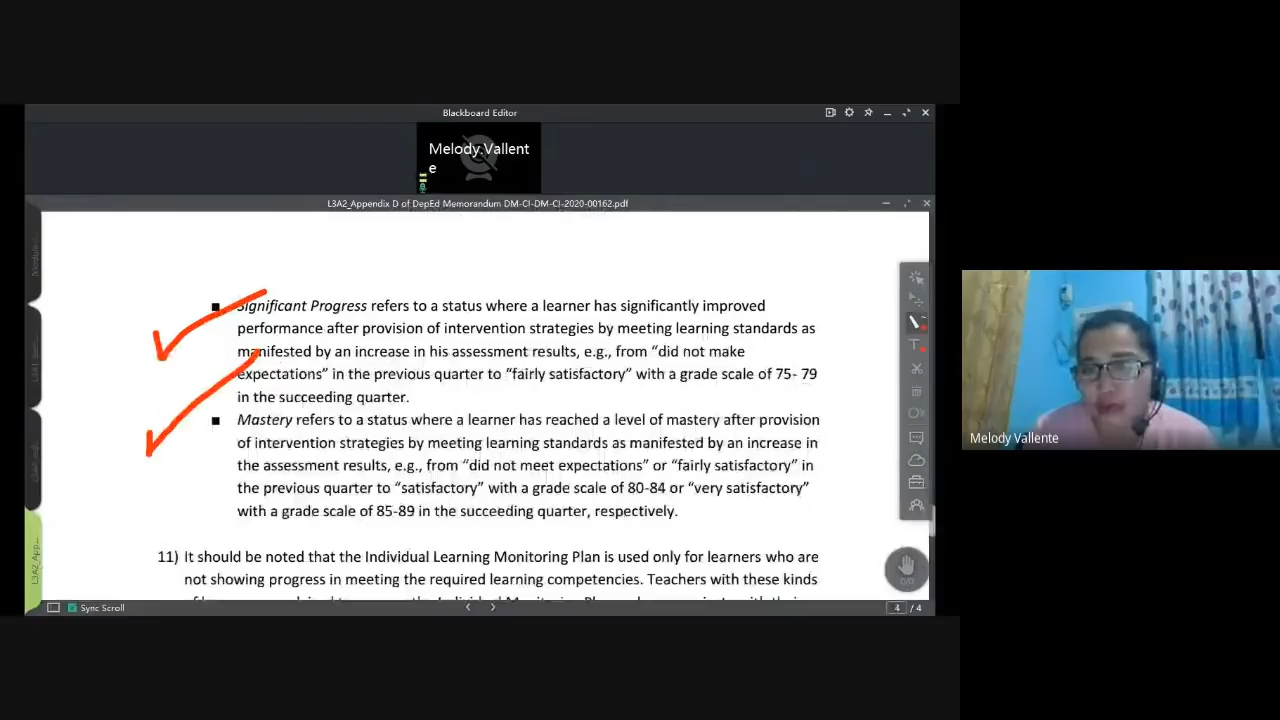 Blackboard Editor
Melody.Vallent
e
L3A2_Appendix D of DepEd Memorandum DM-CI-DM-CI-2020-00162.pdf
Significant Progress refers to a status where a learner has significantly improved
performance after provision of intervention strategies by meeting learning standards as
manifested by an increase in his assessment results, e.g., from “did not make
expectations” in the previous quarter to “fairly satisfactory” with a grade scale of 75- 79
in the succeeding quarter.
Mastery refers to a status where a learner has reached a level of mastery after provision
of intervention strategies by meeting learning standards as manifested by an increase in
the assessment results, e.g., from “did not meet expectations” or “fairly satisfactory” in
the previous quarter to “satisfactory” with a grade scale of 80-84 or “very satisfactory”
with a grade scale of 85-89 in the succeeding quarter, respectively.
11) It should be noted that the Individual Learning Monitoring Plan is used only for learners who are
not showing progress in meeting the required learning competencies. Teachers with these kinds
L3A2_App...
0/0
Sync Scroll
4 / 4
Melody Vallente